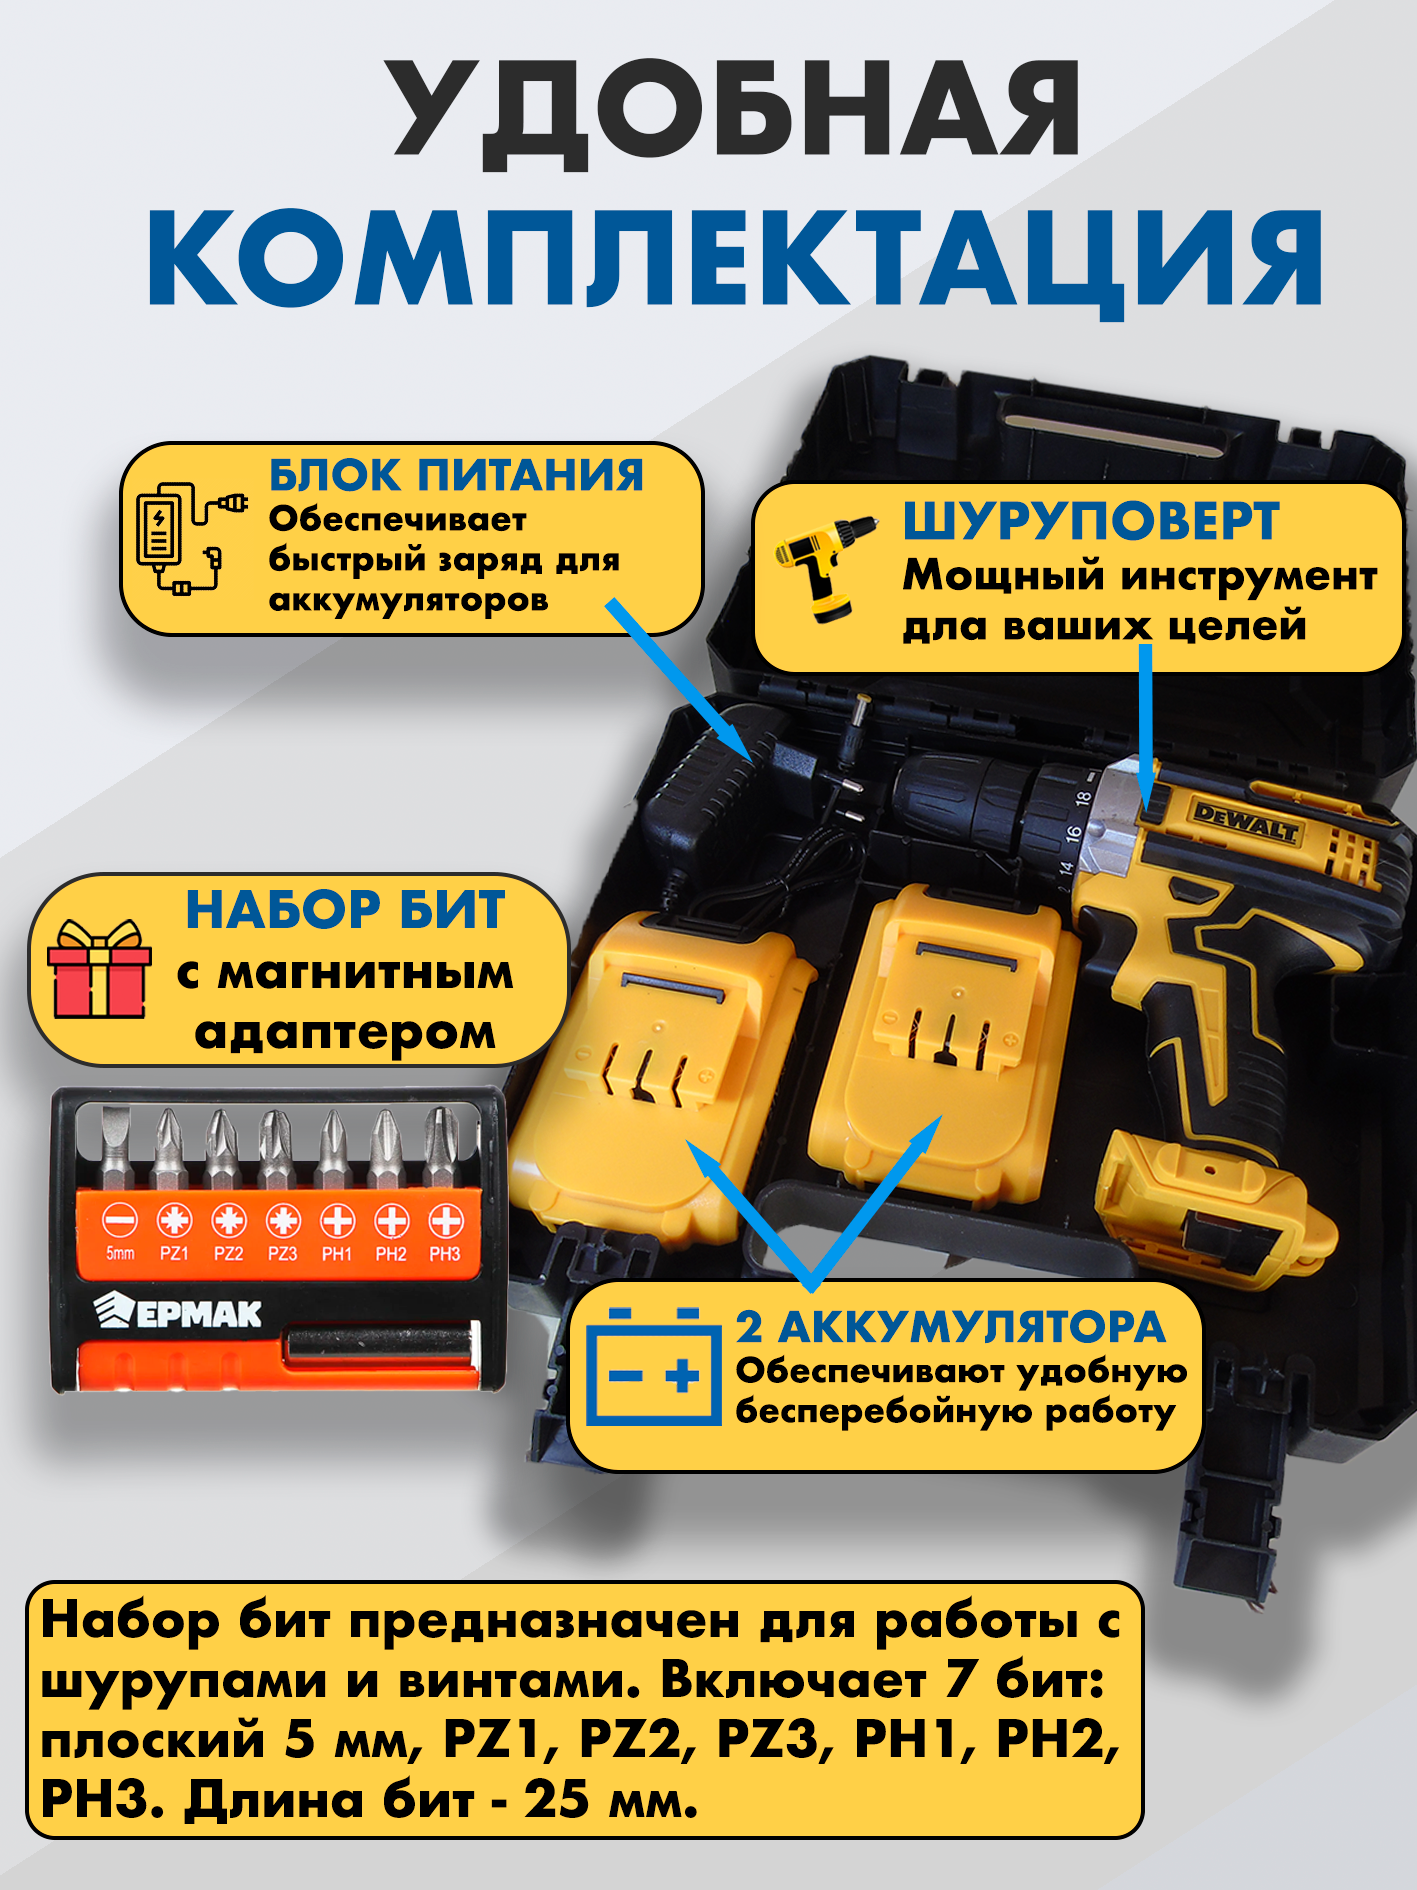 УДОБНАЯ
КОМПЛЕКТАЦИЯ
БЛОК ПИТАНИЯ
Обеспечивает
быстрый заряд для
аккумуляторов
ШУРУПОВЕРТ
Мощный инструмент
дла ваших целей
18
16
14
DEWALT
НАБОР БИТ
с магнитным
адаптером
5mm PZ1 PZ2 PZ3 PH1 PH2 PH3
ЕРМАК
2 АККУМУЛЯТОРА
Обеспечивают удобную
бесперебойную работу
Набор бит предназначен для работы с
шурупами и винтами. Включает 7 бит:
плоский 5 мм, PZ1, PZ2, PZ3, PH1, PH2,
PH3. Длина бит - 25 мм.